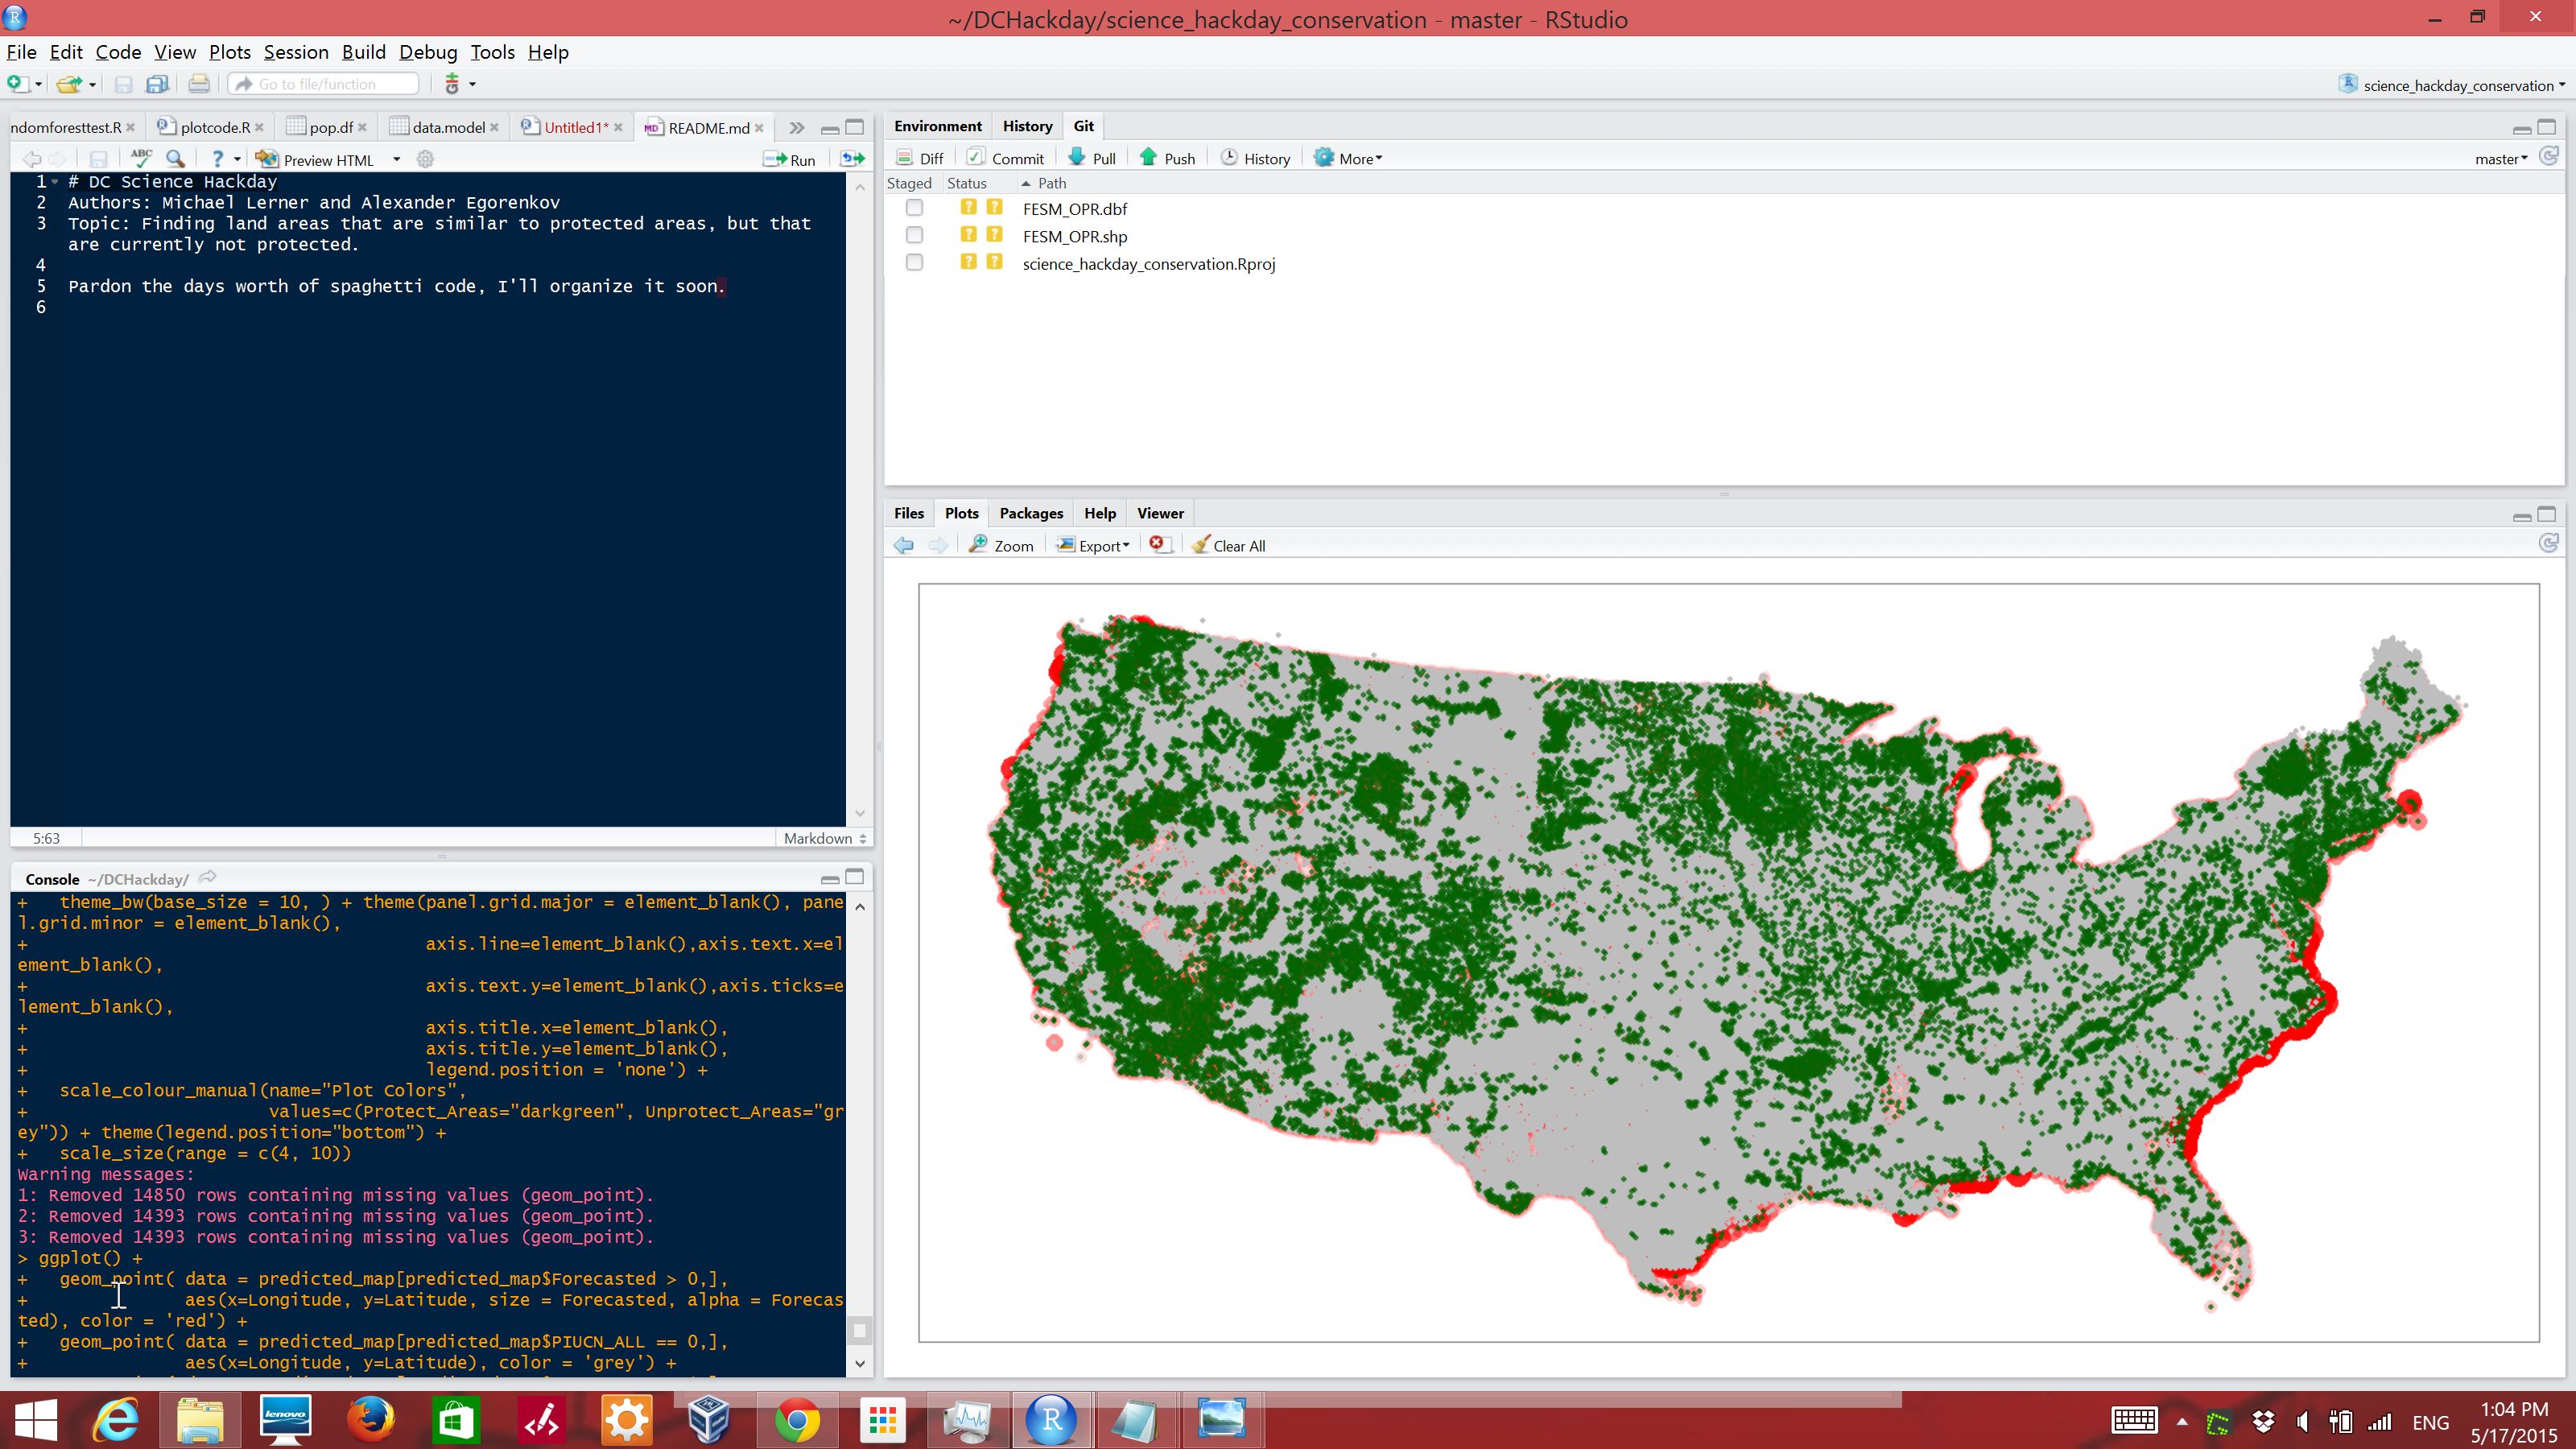 ~/DCHackday/science_hackday_conservation - master - RStudio
File Edit Code View Plots Session Build Debug Tools Help
Go to file/function
science_hackday_conservation
ndomforesttest.R plotcode.R pop.df data.model Untitled1* README.md
ABC Preview HTML Run
1 # DC Science Hackday
2 Authors: Michael Lerner and Alexander Egorenkov
3 Topic: Finding land areas that are similar to protected areas, but that
are currently not protected.
4
5 Pardon the days worth of spaghetti code, I'll organize it soon.
6
5:63 Markdown
Console ~/DCHackday/
+   theme_bw(base_size = 10, ) + theme(panel.grid.major = element_blank(), pane
l.grid.minor = element_blank(),
+                                       axis.line=element_blank(),axis.text.x=el
ement_blank(),
+                                       axis.text.y=element_blank(),axis.ticks=e
lement_blank(),
+                                       axis.title.x=element_blank(),
+                                       axis.title.y=element_blank(),
+                                       legend.position = 'none') +
+   scale_colour_manual(name="Plot Colors",
+                        values=c(Protect_Areas="darkgreen", Unprotect_Areas="gr
ey")) + theme(legend.position="bottom") +
+   scale_size(range = c(4, 10))
Warning messages:
1: Removed 14850 rows containing missing values (geom_point).
2: Removed 14393 rows containing missing values (geom_point).
3: Removed 14393 rows containing missing values (geom_point).
> ggplot() +
+   geom_point( data = predicted_map[predicted_map$Forecasted > 0,],
+               aes(x=Longitude, y=Latitude, size = Forecasted, alpha = Forecas
ted), color = 'red') +
+   geom_point( data = predicted_map[predicted_map$PIUCN_ALL == 0,],
+               aes(x=Longitude, y=Latitude), color = 'grey') +
Environment History Git
Diff Commit Pull Push History More master
Staged Status Path
FESM_OPR.dbf
FESM_OPR.shp
science_hackday_conservation.Rproj
Files Plots Packages Help Viewer
Zoom Export Clear All
lenovo
ENG
1:04 PM
5/17/2015